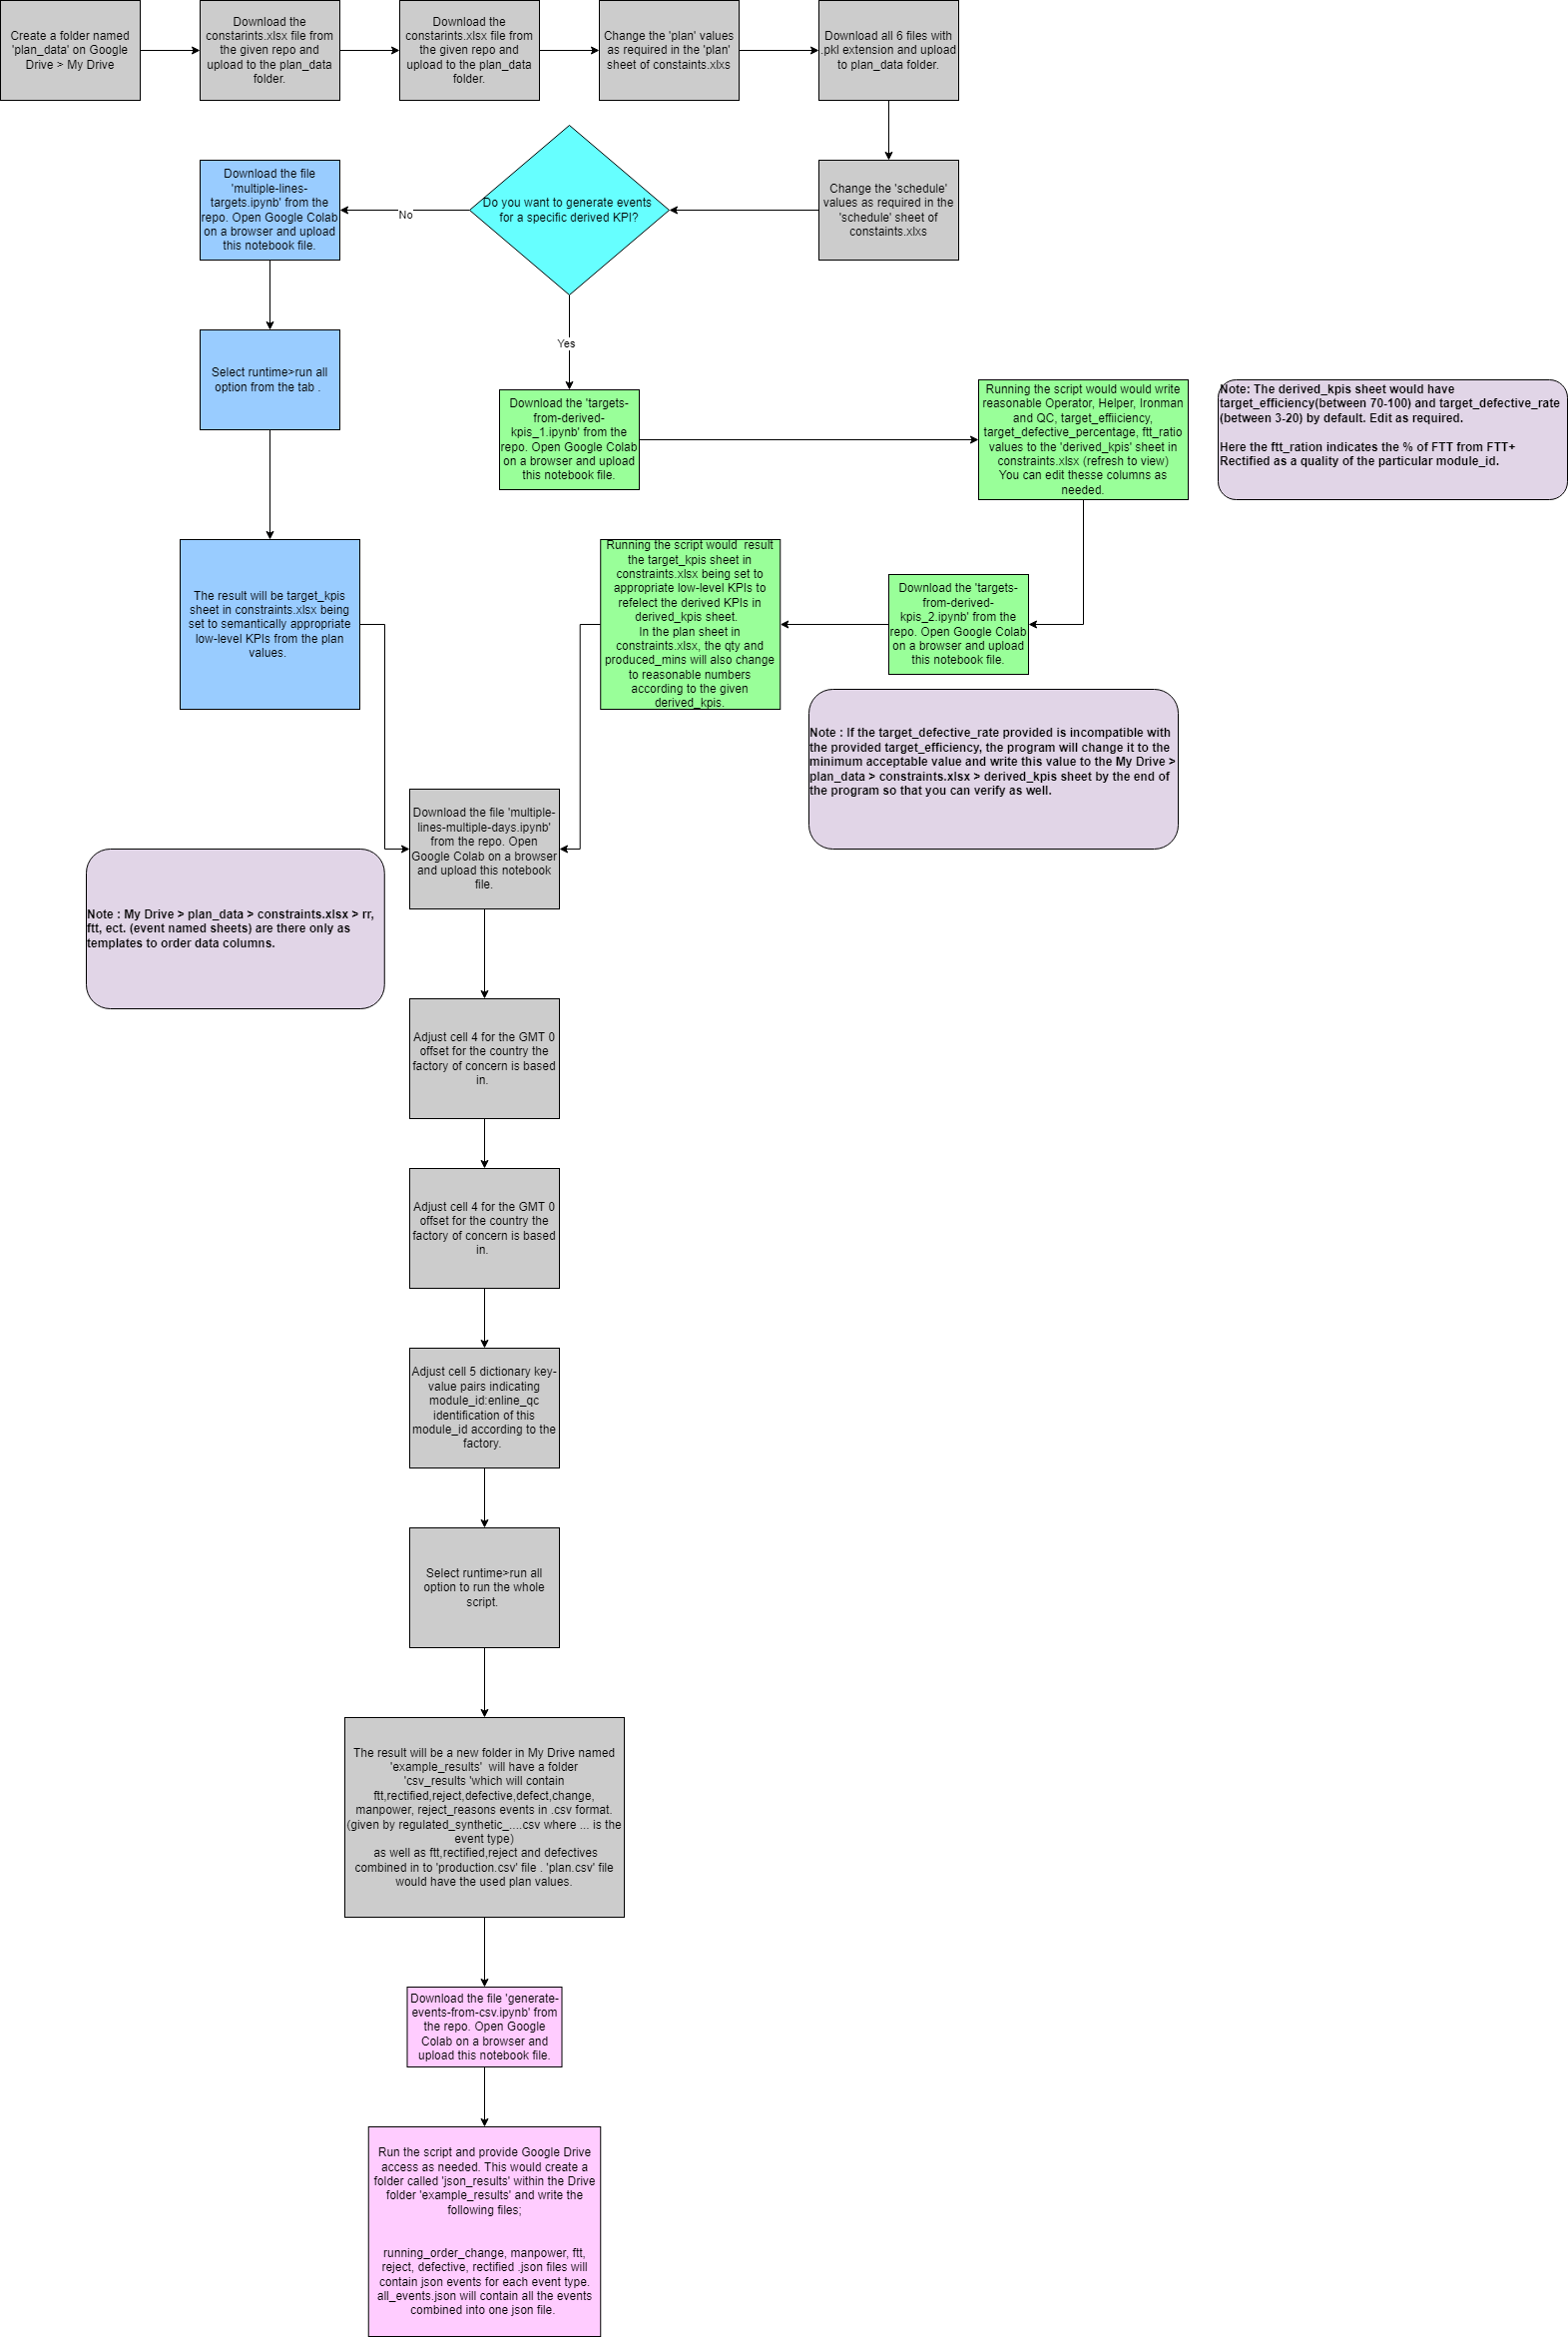 Create a folder named
'plan_data' on Google
Drive > My Drive
Download the
constarints.xlsx file from
the given repo and
upload to the plan_data
folder.
Download the
constarints.xlsx file from
the given repo and
upload to the plan_data
folder.
Change the 'plan' values
as required in the 'plan'
sheet of constaints.xlxs
Download all 6 files with
.pkl extension and upload
to plan_data folder.
Change the 'schedule'
values as required in the
'schedule' sheet of
constaints.xlxs
Do you want to generate events
for a specific derived KPI?
No
Download the file
'multiple-lines-
targets.ipynb' from the
repo. Open Google Colab
on a browser and upload
this notebook file.
Select runtime>run all
option from the tab .
The result will be target_kpis
sheet in constraints.xlsx being
set to semantically appropriate
low-level KPIs from the plan
values.
Yes
Download the 'targets-
from-derived-
kpis_1.ipynb' from the
repo. Open Google Colab
on a browser and upload
this notebook file.
Running the script would would write
reasonable Operator, Helper, Ironman
and QC, target_effiiciency,
target_defective_percentage, ftt_ratio
values to the 'derived_kpis' sheet in
constraints.xlsx (refresh to view)
You can edit thesse columns as
needed.
Note: The derived_kpis sheet would have
target_efficiency(between 70-100) and target_defective_rate
(between 3-20) by default. Edit as required.
Here the ftt_ration indicates the % of FTT from FTT+
Rectified as a quality of the particular module_id.
Download the 'targets-
from-derived-
kpis_2.ipynb' from the
repo. Open Google Colab
on a browser and upload
this notebook file.
Running the script would  result
the target_kpis sheet in
constraints.xlsx being set to
appropriate low-level KPIs to
refelect the derived KPIs in
derived_kpis sheet.
In the plan sheet in
constraints.xlsx, the qty and
produced_mins will also change
to reasonable numbers
according to the given
derived_kpis.
Note : If the target_defective_rate provided is incompatible with
the provided target_efficiency, the program will change it to the
minimum acceptable value and write this value to the My Drive >
plan_data > constraints.xlsx > derived_kpis sheet by the end of
the program so that you can verify as well.
Download the file 'multiple-
lines-multiple-days.ipynb'
from the repo. Open
Google Colab on a browser
and upload this notebook
file.
Note : My Drive > plan_data > constraints.xlsx > rr,
ftt, ect. (event named sheets) are there only as
templates to order data columns.
Adjust cell 4 for the GMT 0
offset for the country the
factory of concern is based
in.
Adjust cell 4 for the GMT 0
offset for the country the
factory of concern is based
in.
Adjust cell 5 dictionary key-
value pairs indicating
module_id:enline_qc
identification of this
module_id according to the
factory.
Select runtime>run all
option to run the whole
script.
The result will be a new folder in My Drive named
'example_results'  will have a folder
'csv_results 'which will contain
ftt,rectified,reject,defective,defect,change,
manpower, reject_reasons events in .csv format.
(given by regulated_synthetic_....csv where ... is the
event type)
as well as ftt,rectified,reject and defectives
combined in to 'production.csv' file . 'plan.csv' file
would have the used plan values.
Download the file 'generate-
events-from-csv.ipynb' from
the repo. Open Google
Colab on a browser and
upload this notebook file.
Run the script and provide Google Drive
access as needed. This would create a
folder called 'json_results' within the Drive
folder 'example_results' and write the
following files;
running_order_change, manpower, ftt,
reject, defective, rectified .json files will
contain json events for each event type.
all_events.json will contain all the events
combined into one json file.